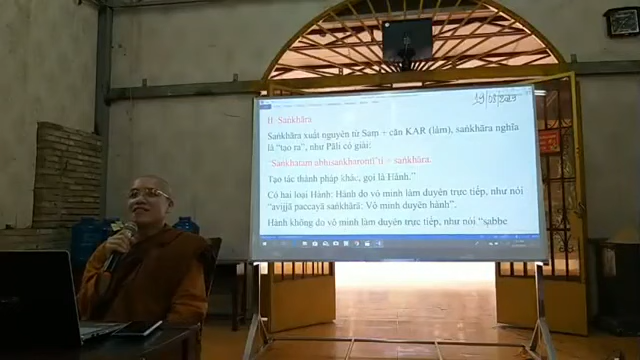 II. Saṅkhāra
Saṅkhāra xuất nguyên từ Saṃ + căn KAR (làm), saṅkhāra nghĩa
là “tạo ra”, như Pāli có giải:
“Saṅkhataṃ abhisaṅkharontī’ti = saṅkhāra.
Tạo tác thành pháp khác, gọi là Hành.”
Có hai loại Hành: Hành do vô minh làm duyên trực tiếp, như nói
“avijjā paccayā saṅkhārā: Vô minh duyên hành”.
Hành không do vô minh làm duyên trực tiếp, như nói “sabbe